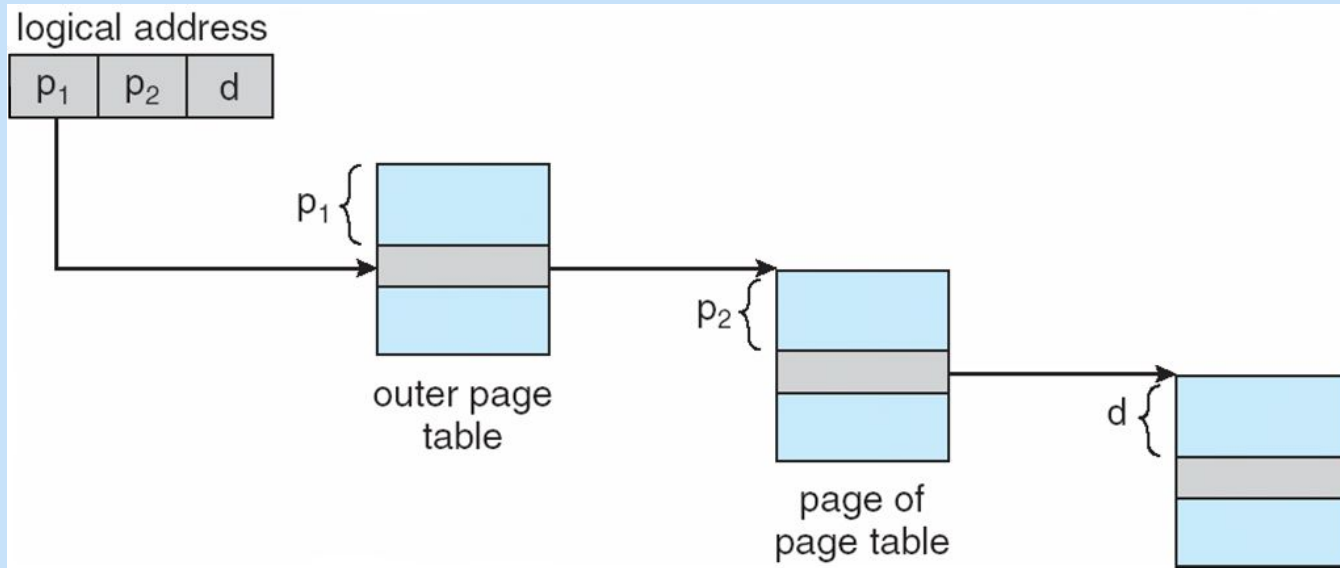 logical address
p₁ p₂ d
p₁
outer page
table
p₂
page of
page table
d